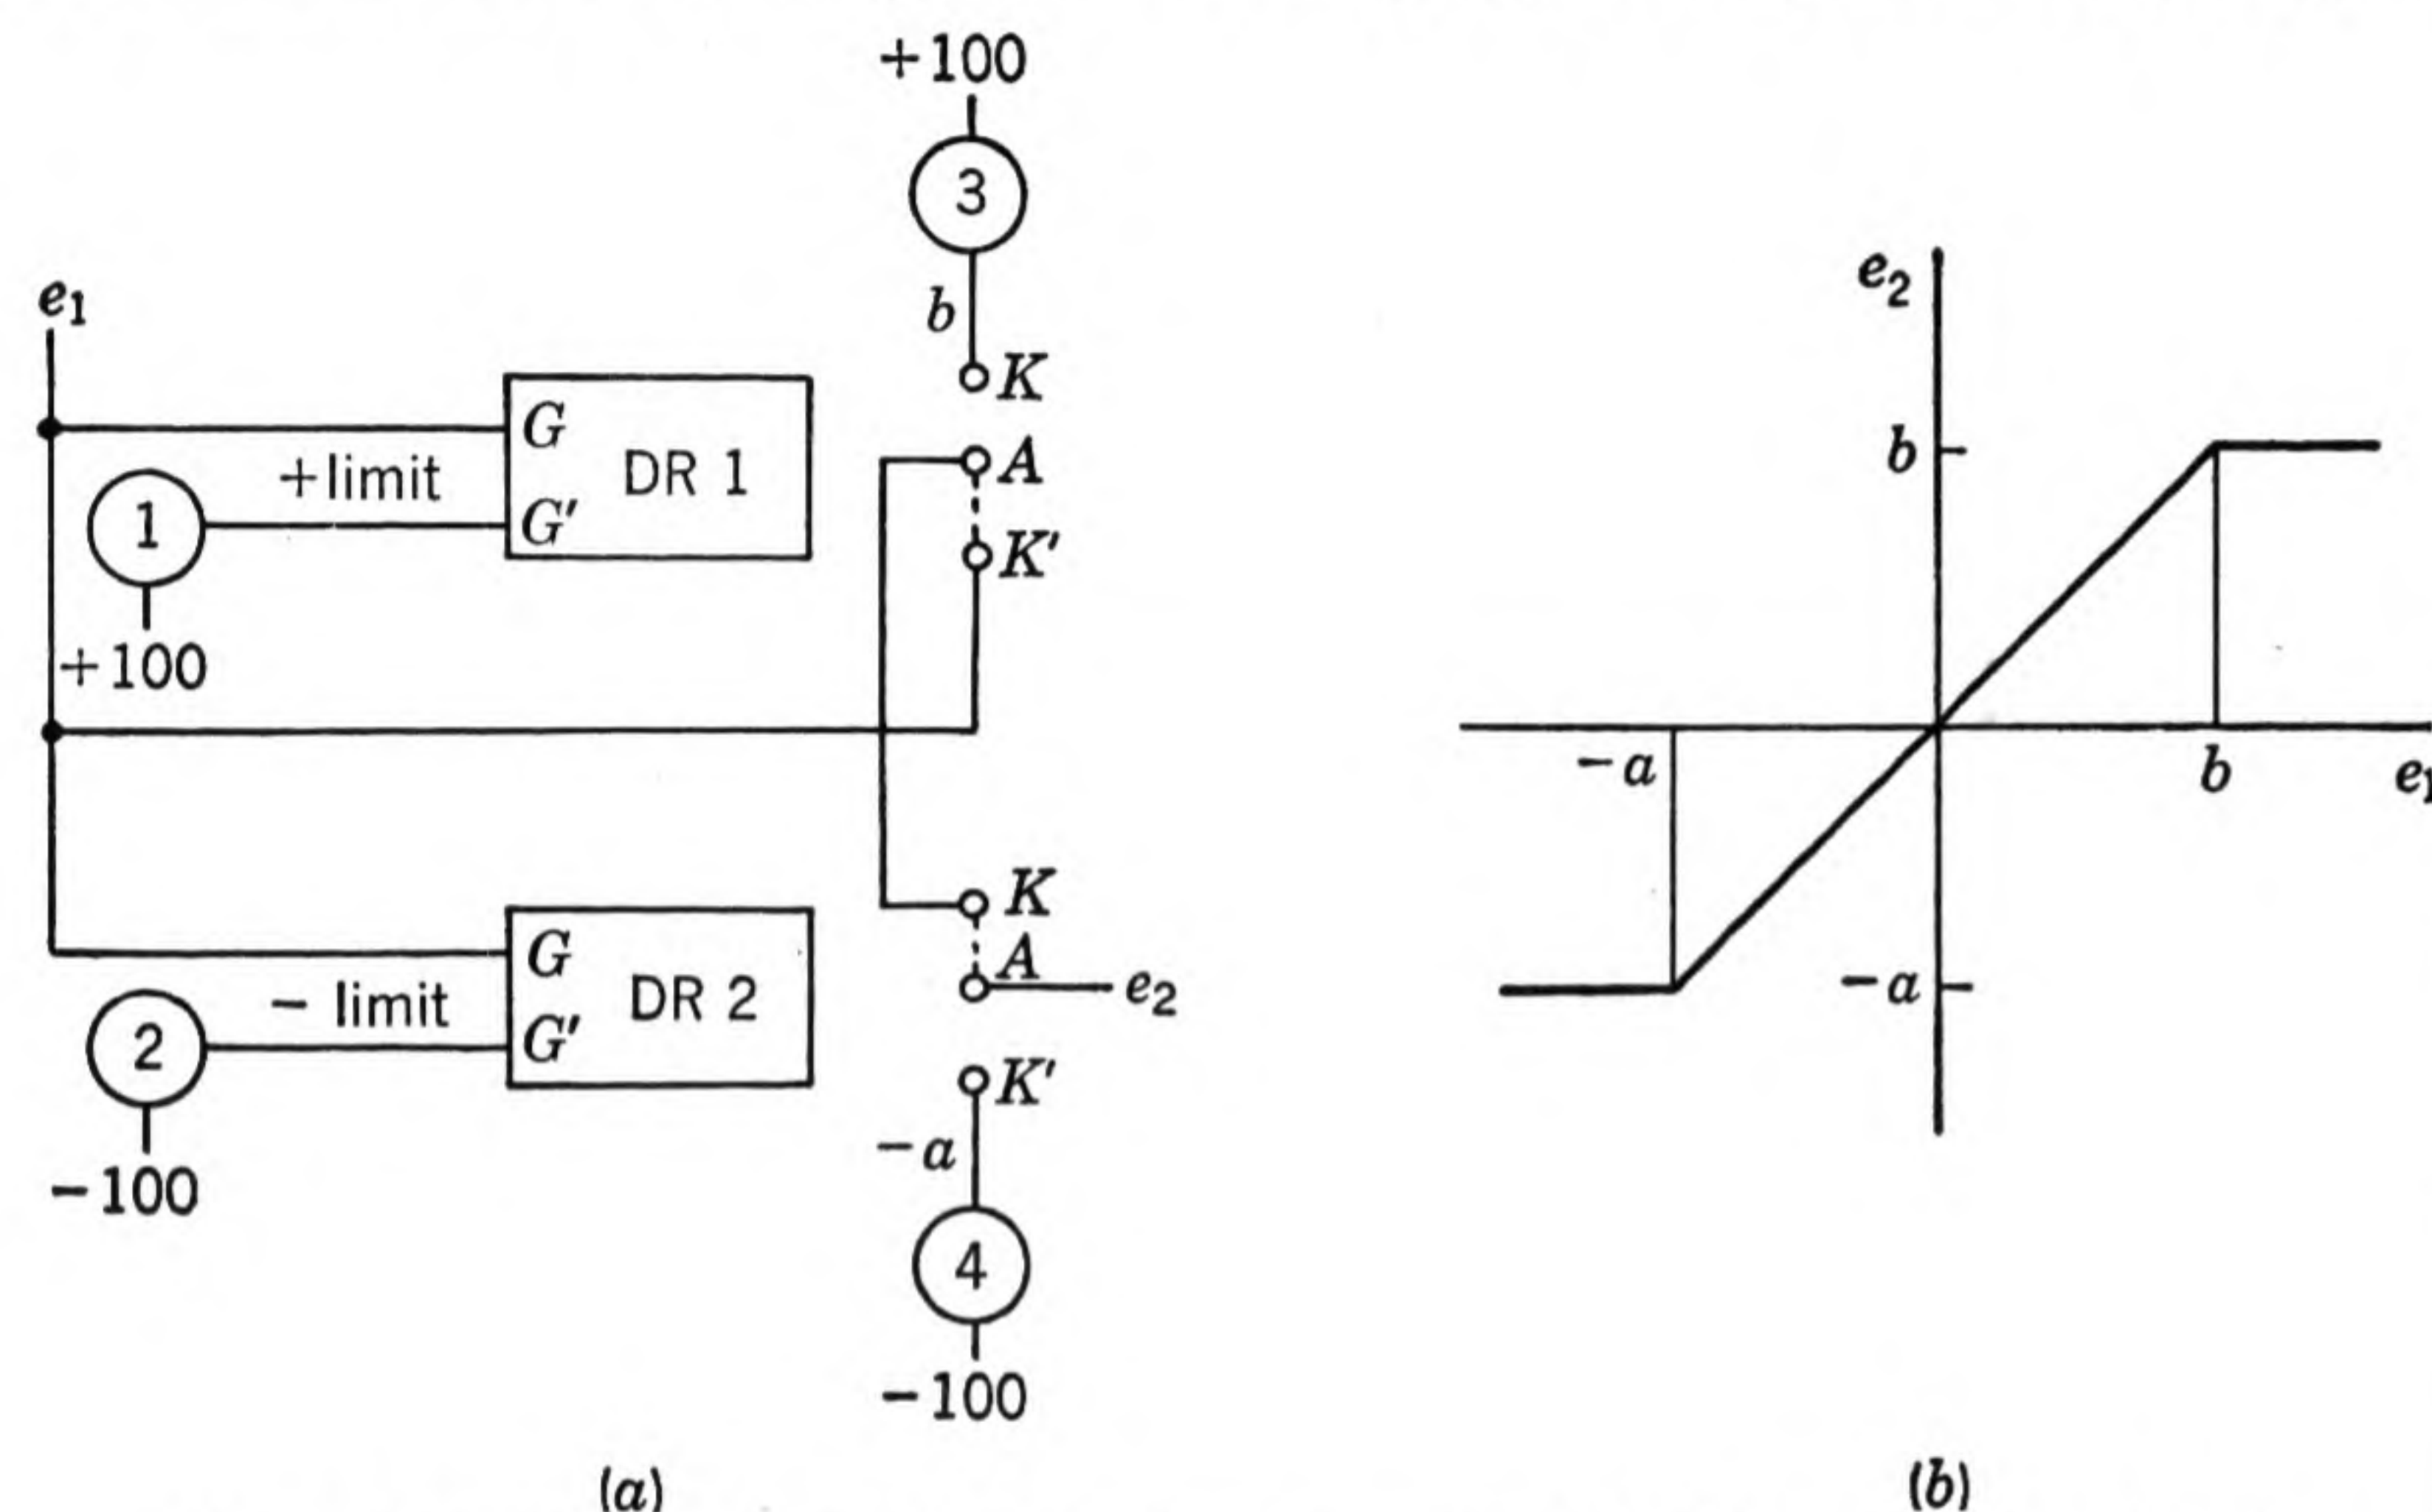 +100
3
b
K
e1
G
DR 1
+limit
A
1
G′
K′
+100
K
G
DR 2
A
e2
− limit
2
G′
K′
−100
−a
4
−100
(a)
e2
b
−a
b
e1
−a
(b)